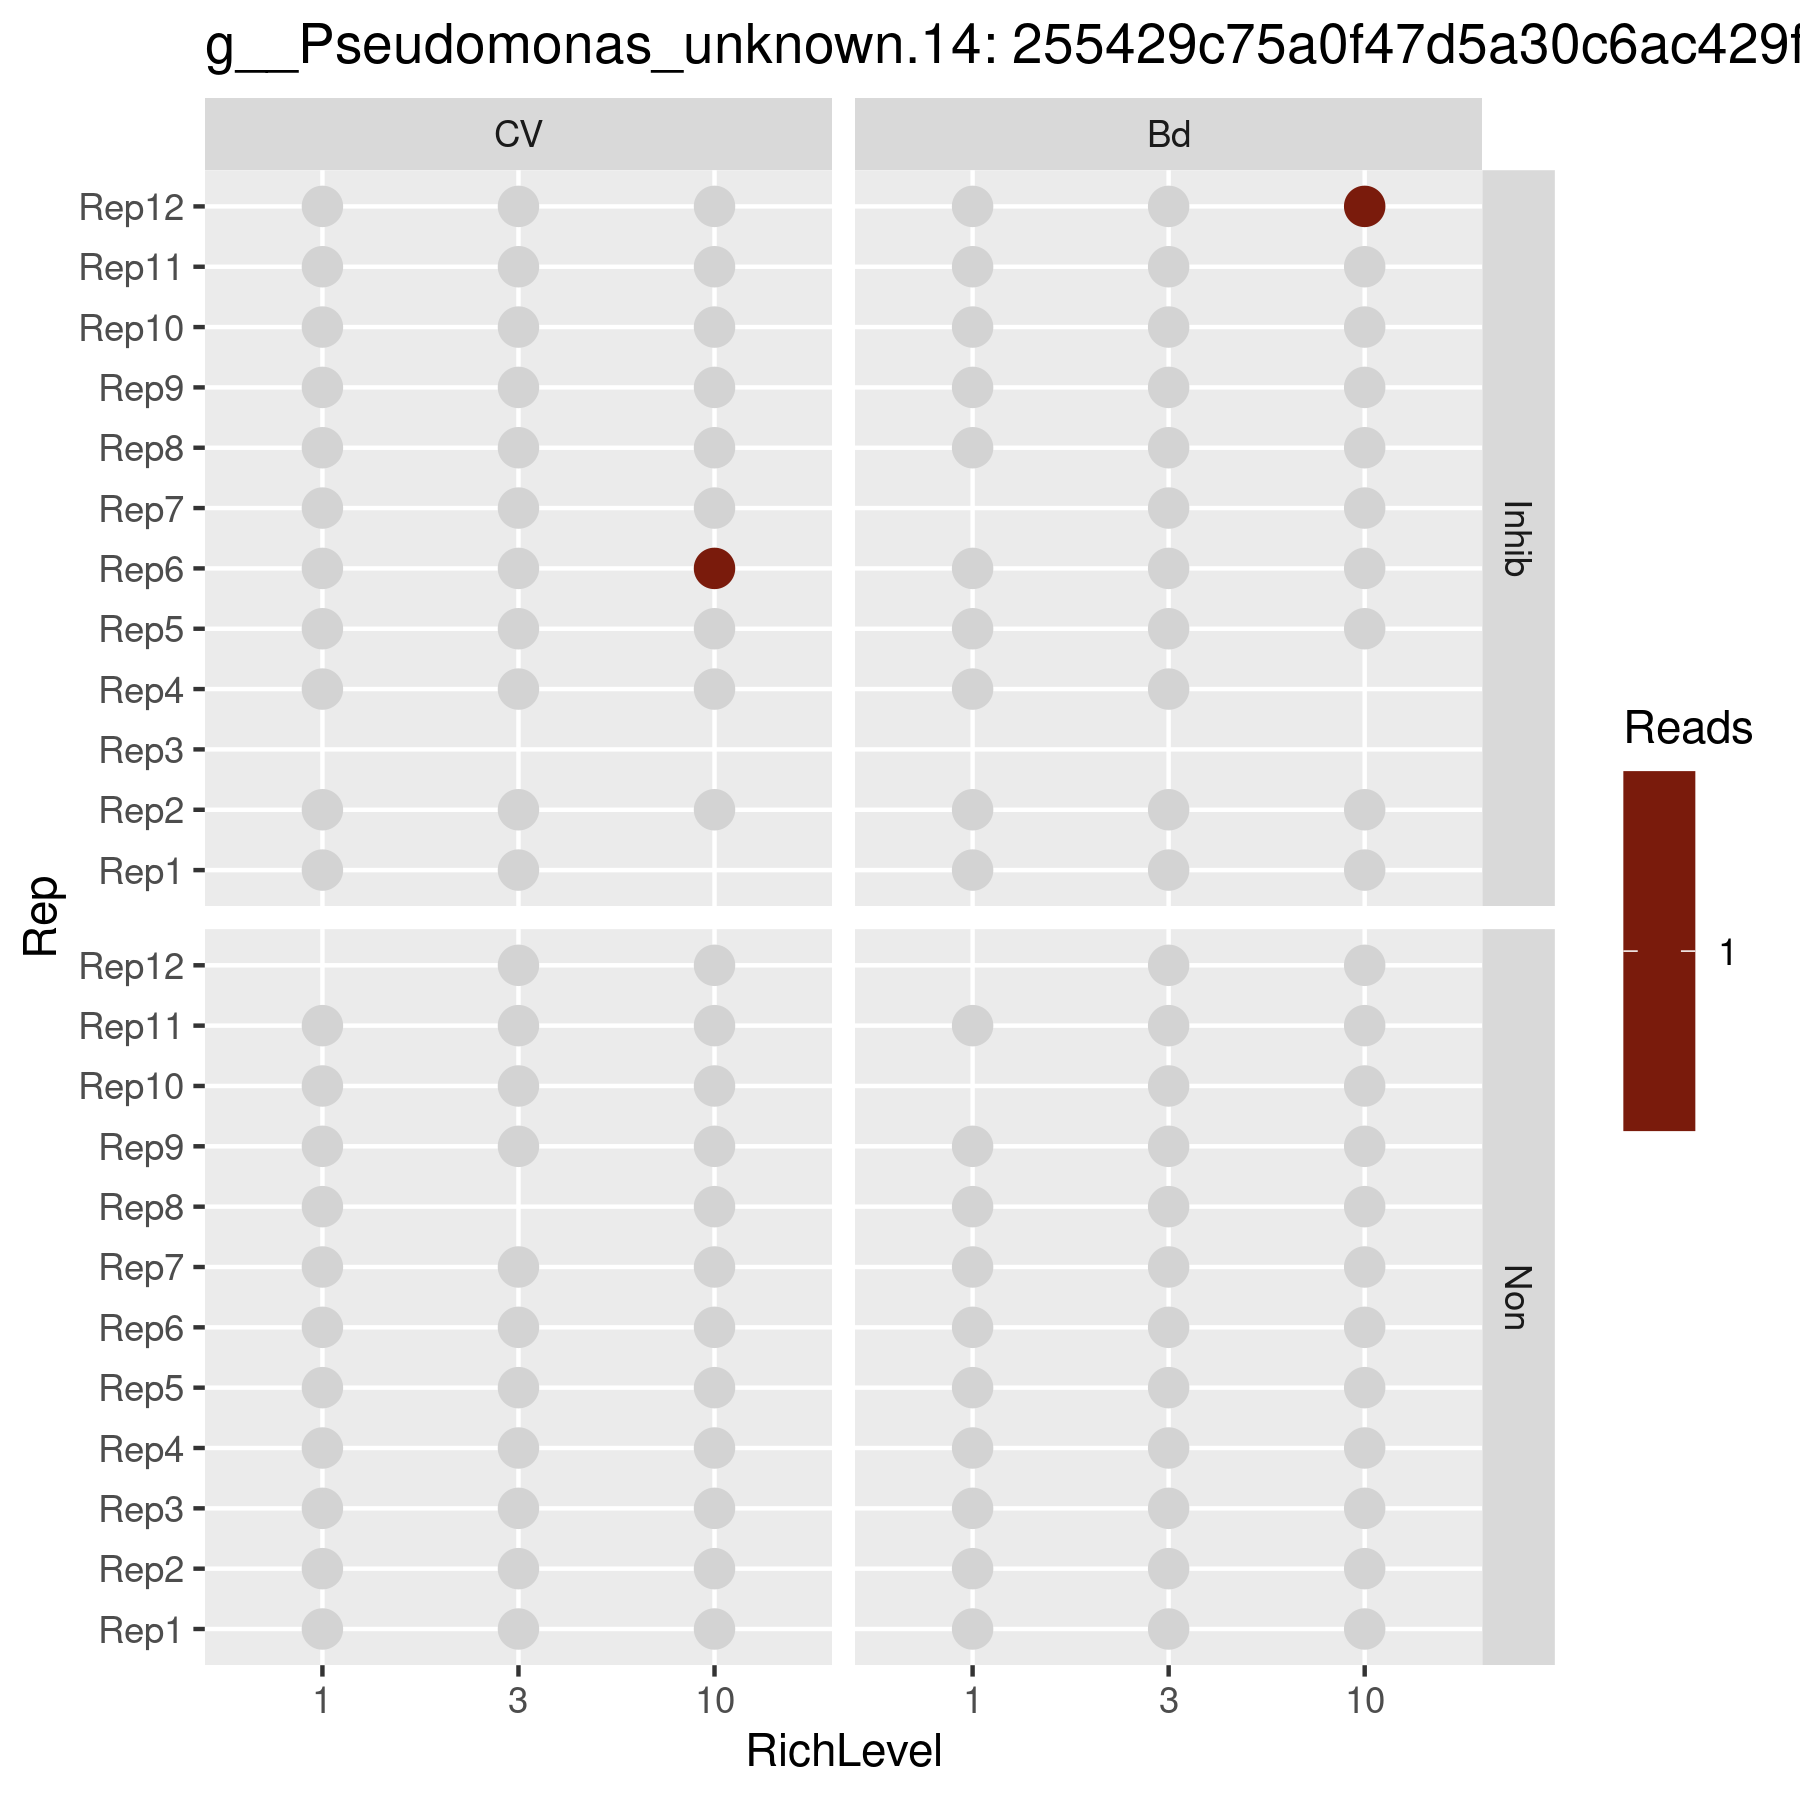 g__Pseudomonas_unknown.14: 255429c75a0f47d5a30c6ac429f
CV
Bd
Rep12
Rep11
Rep10
Rep9
Rep8
Rep7
Rep6
Rep5
Rep4
Rep3
Rep2
Rep1
Inhib
Rep
Rep12
Rep11
Rep10
Rep9
Rep8
Rep7
Rep6
Rep5
Rep4
Rep3
Rep2
Rep1
Non
Reads
1
1 3 10 1 3 10
RichLevel